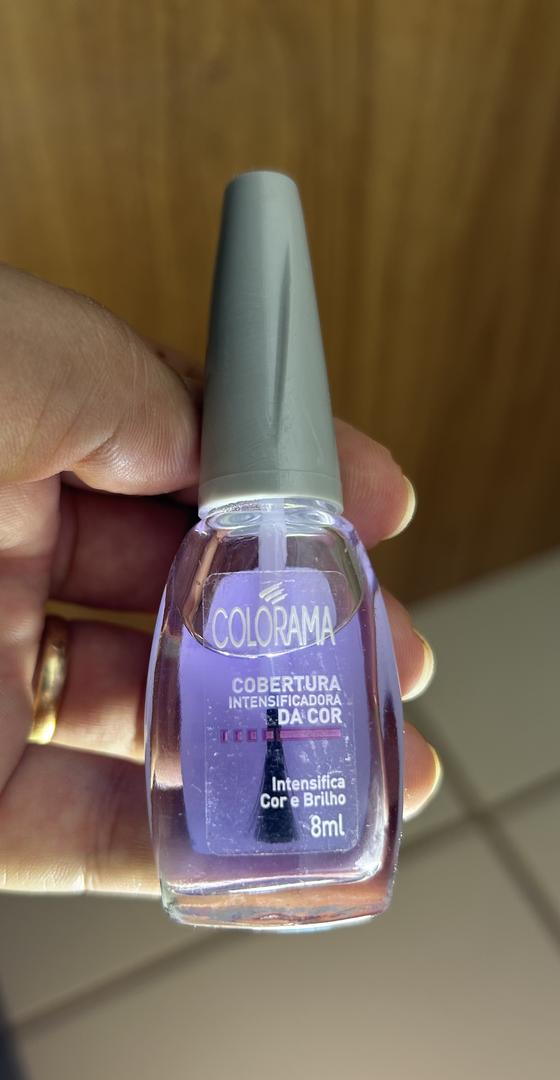 COLORAMA
COBERTURA
INTENSIFICADORA
DA COR
Intensifica
Cor e Brilho
8ml